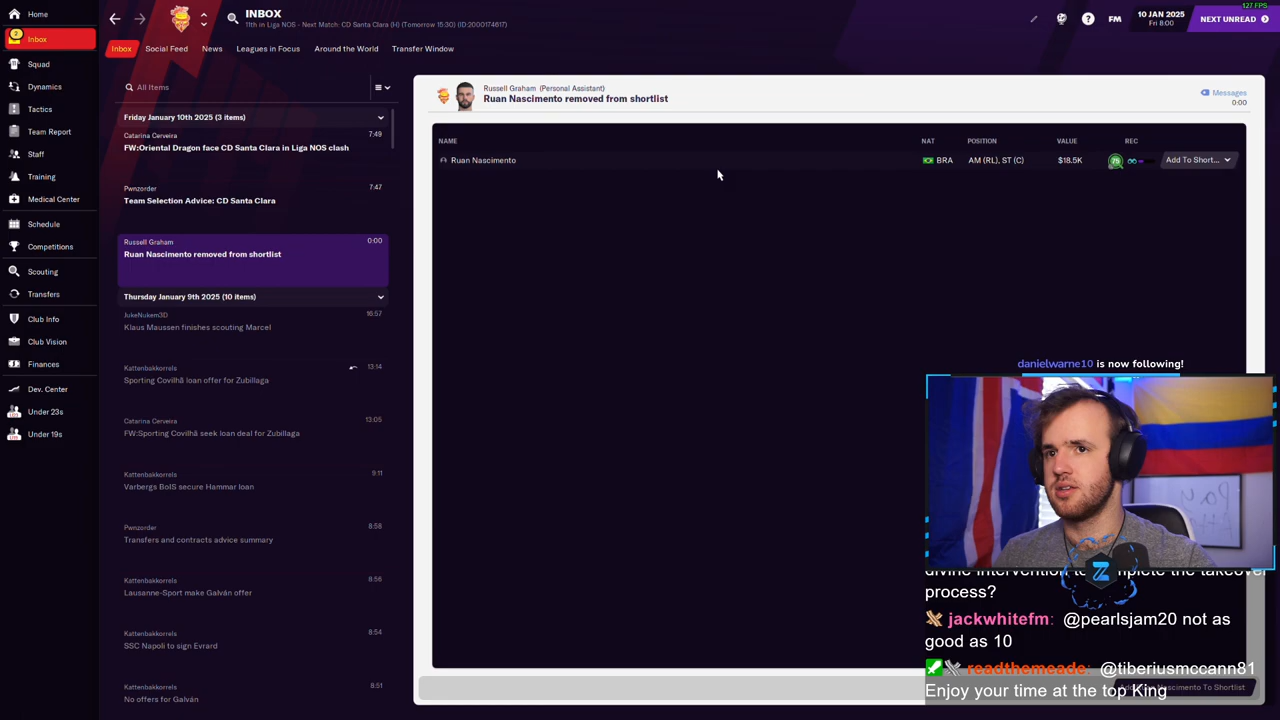 127 FPS
Home
INBOX
11th in Liga NOS - Next Match: CD Santa Clara (H) (Tomorrow 15:30) (ID:2000174617)
FM
10 JAN 2025
Fri 8:00
NEXT UNREAD
2
Inbox
Squad
Dynamics
Tactics
Team Report
Staff
Training
Medical Center
Schedule
Competitions
Scouting
Transfers
Club Info
Club Vision
Finances
Dev. Center
Under 23s
Under 19s
Inbox
Social Feed
News
Leagues in Focus
Around the World
Transfer Window
All Items
Friday January 10th 2025 (3 items)
Catarina Cerveira 7:49
FW:Oriental Dragon face CD Santa Clara in Liga NOS clash
Pwnzorder 7:47
Team Selection Advice: CD Santa Clara
Russell Graham 0:00
Ruan Nascimento removed from shortlist
Thursday January 9th 2025 (10 items)
JukeNukem3D 16:57
Klaus Maussen finishes scouting Marcel
Kattenbakkorrels 13:14
Sporting Covilhã loan offer for Zubillaga
Catarina Cerveira 13:05
FW:Sporting Covilhã seek loan deal for Zubillaga
Kattenbakkorrels 9:11
Varbergs BoIS secure Hammar loan
Pwnzorder 8:58
Transfers and contracts advice summary
Kattenbakkorrels 8:56
Lausanne-Sport make Galván offer
Kattenbakkorrels 8:54
SSC Napoli to sign Evrard
Kattenbakkorrels 8:51
No offers for Galván
Russell Graham (Personal Assistant)
Ruan Nascimento removed from shortlist
Messages
0:00
NAME NAT POSITION VALUE REC
Ruan Nascimento BRA AM (RL), ST (C) $18.5K 75 Add To Short...
danielwarne10 is now following!
process?
jackwhitefm: @pearlsjam20 not as
good as 10
readthemeade: @tiberiusmccann81
Enjoy your time at the top King
Nascimento To Shortlist